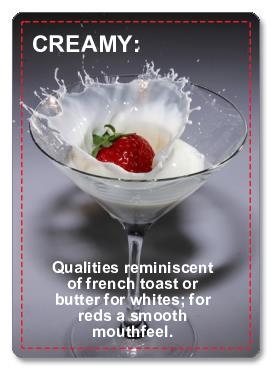 CREAMY:
Qualities reminiscent
of french toast or
butter for whites; for
reds a smooth
mouthfeel.